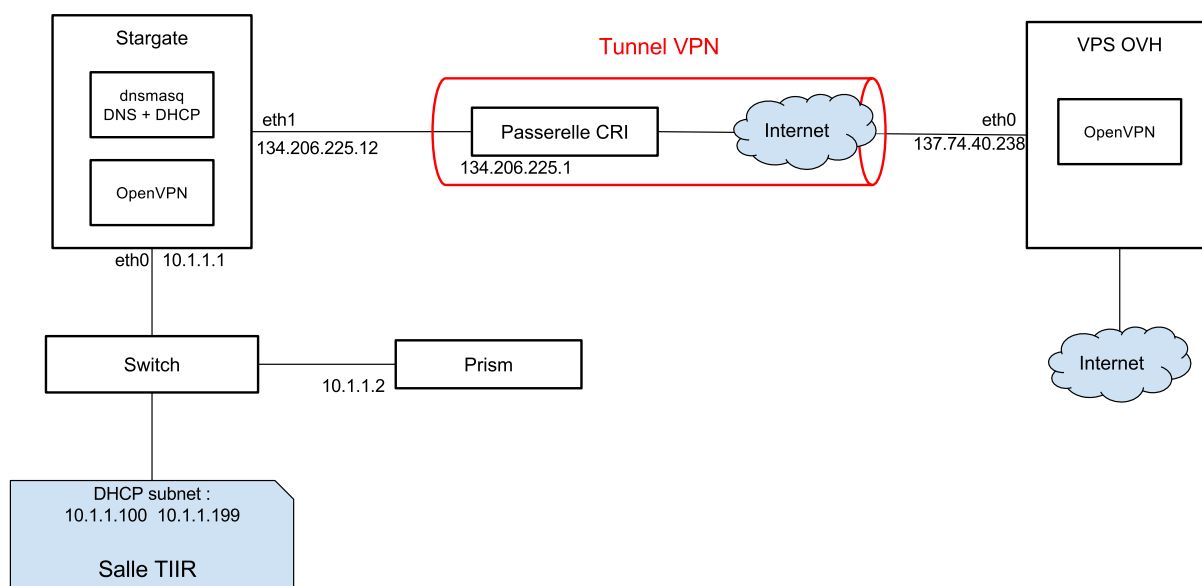 Stargate
dnsmasq
DNS + DHCP
OpenVPN
eth1
134.206.225.12
Tunnel VPN
Passerelle CRI
134.206.225.1
Internet
eth0
137.74.40.238
VPS OVH
OpenVPN
Internet
eth0 10.1.1.1
Switch
10.1.1.2
Prism
DHCP subnet :
10.1.1.100 10.1.1.199
Salle TIIR